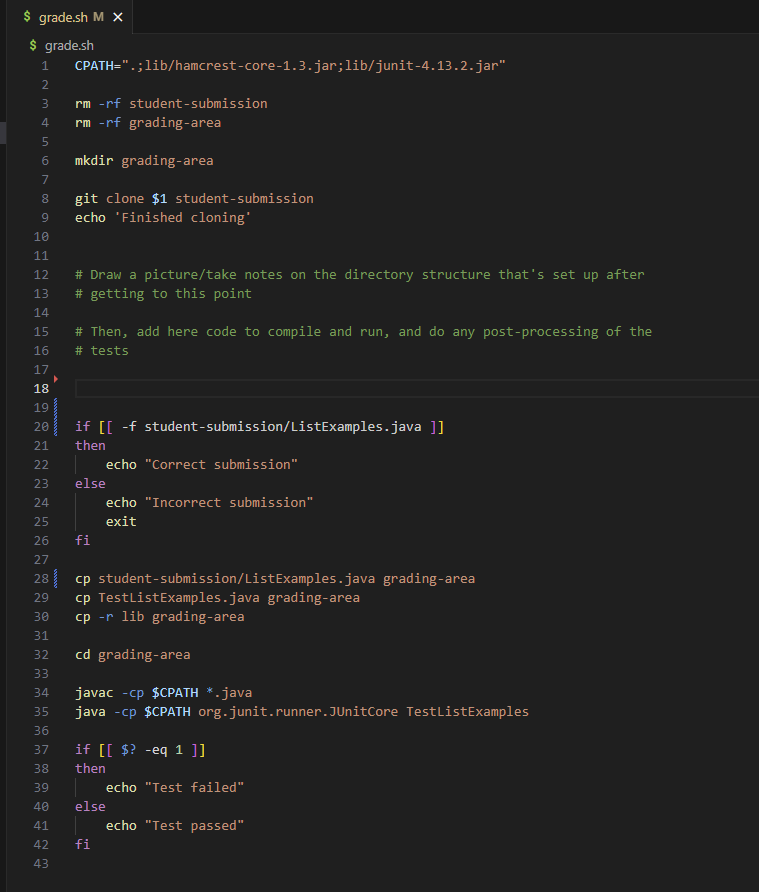 $ grade.sh M ×
$ grade.sh
1 CPATH=".;lib/hamcrest-core-1.3.jar;lib/junit-4.13.2.jar"
2
3 rm -rf student-submission
4 rm -rf grading-area
5
6 mkdir grading-area
7
8 git clone $1 student-submission
9 echo 'Finished cloning'
10
11
12 # Draw a picture/take notes on the directory structure that's set up after
13 # getting to this point
14
15 # Then, add here code to compile and run, and do any post-processing of the
16 # tests
17
18
19
20 if [[ -f student-submission/ListExamples.java ]]
21 then
22     echo "Correct submission"
23 else
24     echo "Incorrect submission"
25     exit
26 fi
27
28 cp student-submission/ListExamples.java grading-area
29 cp TestListExamples.java grading-area
30 cp -r lib grading-area
31
32 cd grading-area
33
34 javac -cp $CPATH *.java
35 java -cp $CPATH org.junit.runner.JUnitCore TestListExamples
36
37 if [[ $? -eq 1 ]]
38 then
39     echo "Test failed"
40 else
41     echo "Test passed"
42 fi
43